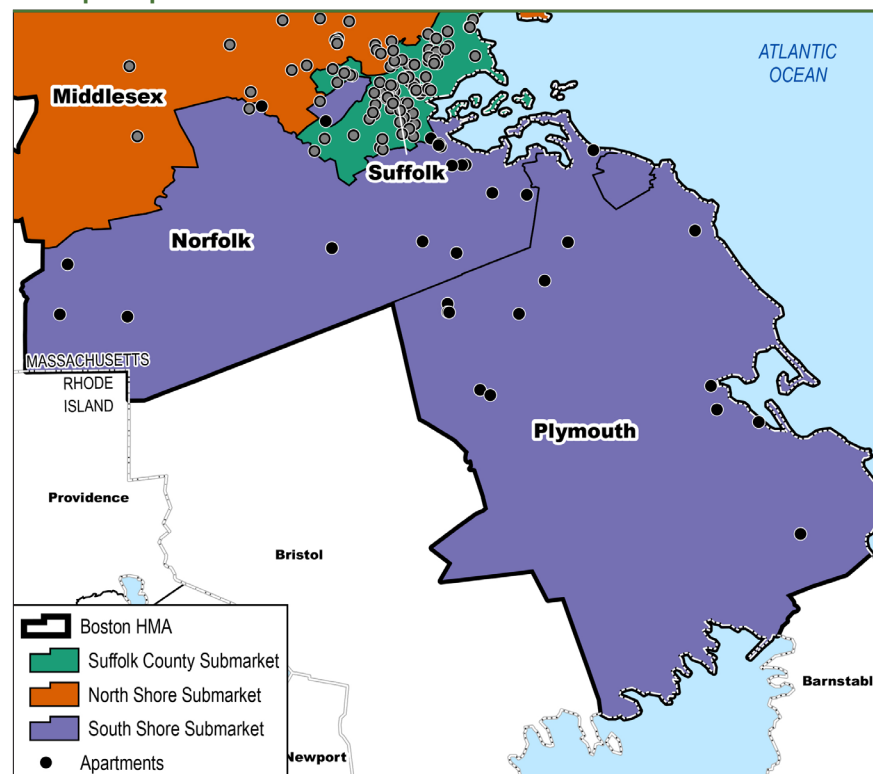 ATLANTIC
OCEAN
Middlesex
Suffolk
Norfolk
MASSACHUSETTS
RHODE
ISLAND
Plymouth
Providence
Bristol
Boston HMA
Suffolk County Submarket
North Shore Submarket
Barnstabl
South Shore Submarket
Newport
Apartments